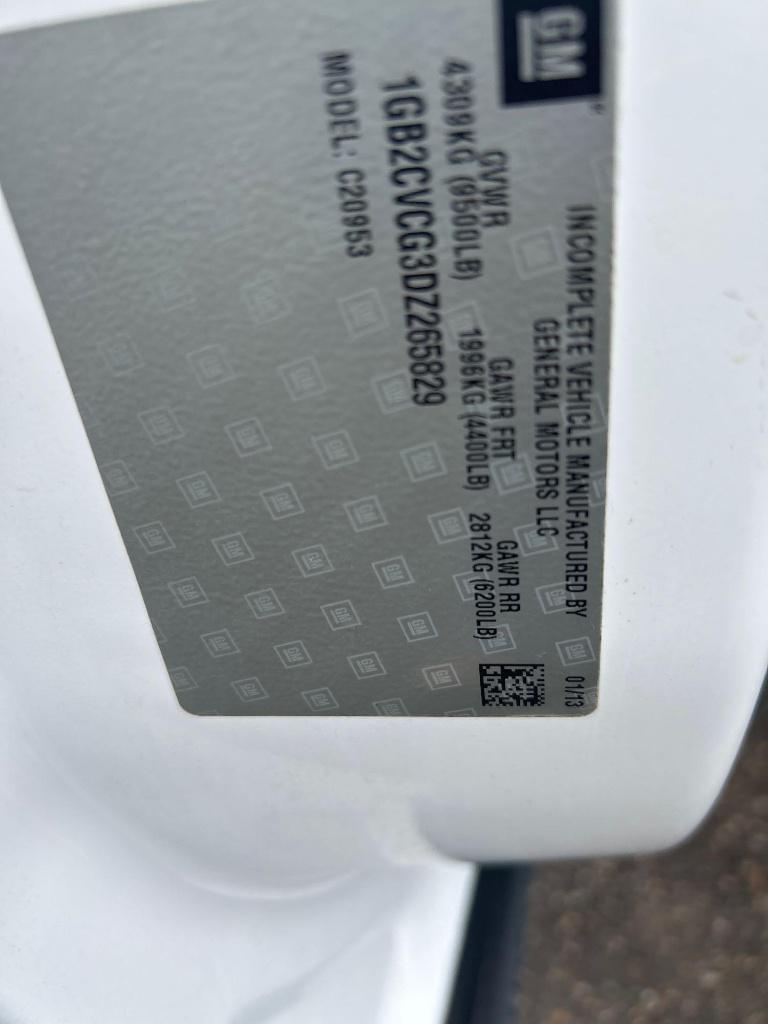 GM
INCOMPLETE VEHICLE MANUFACTURED BY 01/13
GENERAL MOTORS LLC
GVWR GAWR FRT GAWR RR
4309KG (9500LB) 1996KG (4400LB) 2812KG (6200LB)
1GB2CVCG3DZ265829
MODEL: C20953